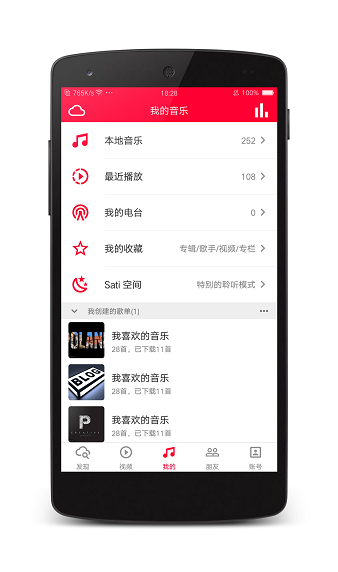 765K/s ... 18:28 100%
我的音乐
本地音乐 252
最近播放 108
我的电台 0
我的收藏 专辑/歌手/视频/专栏
Sati 空间 特别的聆听模式
我创建的歌单(1)
OLAN
我喜欢的音乐
28首，已下载11首
BLOG
我喜欢的音乐
28首，已下载11首
P
我喜欢的音乐
28首，已下载11首
发现 视频 我的 朋友 账号